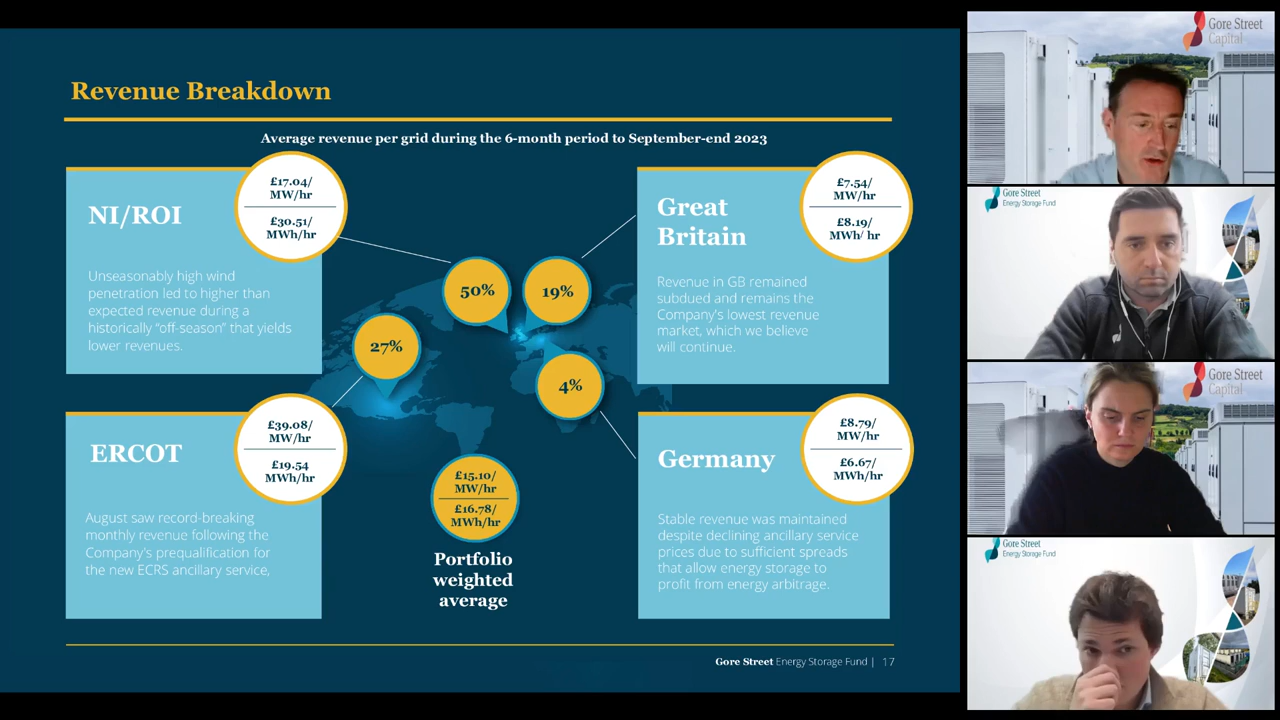 Revenue Breakdown
Average revenue per grid during the 6-month period to September-end 2023
NI/ROI
£17.04/
MW/hr
£30.51/
MWh/hr
Unseasonably high wind
penetration led to higher than
expected revenue during a
historically “off-season” that yields
lower revenues.
Great
Britain
£7.54/
MW/hr
£8.19/
MWh/ hr
Revenue in GB remained
subdued and remains the
Company's lowest revenue
market, which we believe
will continue.
50%
19%
27%
4%
ERCOT
£39.08/
MW/hr
£19.54
MWh/hr
August saw record-breaking
monthly revenue following the
Company's prequalification for
the new ECRS ancillary service,
£15.10/
MW/hr
£16.78/
MWh/hr
Portfolio
weighted
average
Germany
£8.79/
MW/hr
£6.67/
MWh/hr
Stable revenue was maintained
despite declining ancillary service
prices due to sufficient spreads
that allow energy storage to
profit from energy arbitrage.
Gore Street Energy Storage Fund | 17
Gore Street
Capital
Gore Street
Energy Storage Fund
Gore Street
Capital
Gore Street
Energy Storage Fund